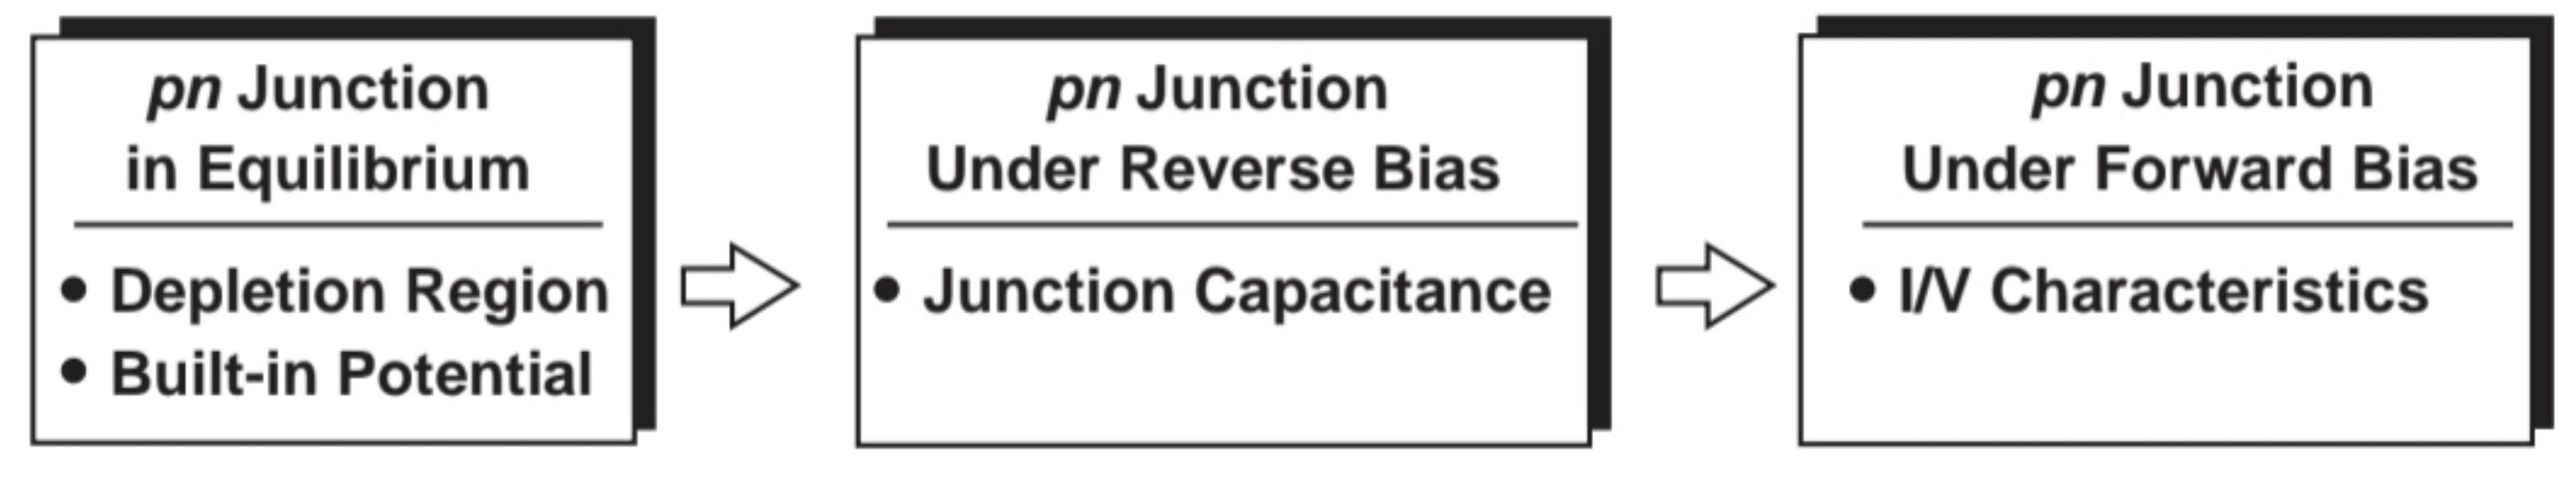 pn Junction
in Equilibrium
• Depletion Region
• Built-in Potential
pn Junction
Under Reverse Bias
• Junction Capacitance
pn Junction
Under Forward Bias
• I/V Characteristics